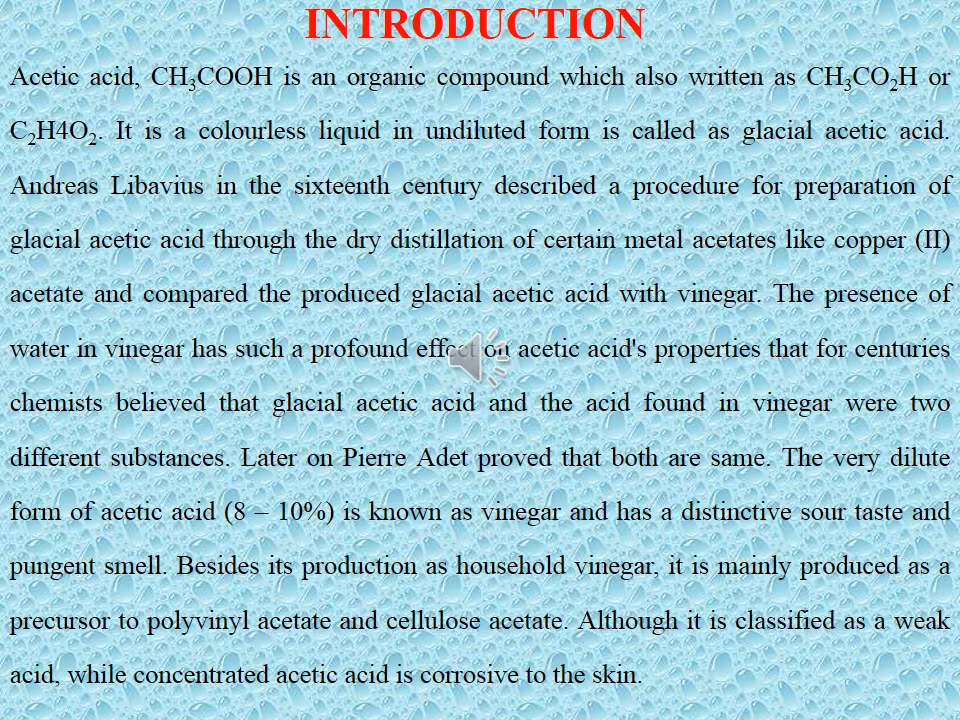 INTRODUCTION
Acetic acid, CH₃COOH is an organic compound which also written as CH₃CO₂H or
C₂H4O₂. It is a colourless liquid in undiluted form is called as glacial acetic acid.
Andreas Libavius in the sixteenth century described a procedure for preparation of
glacial acetic acid through the dry distillation of certain metal acetates like copper (II)
acetate and compared the produced glacial acetic acid with vinegar. The presence of
water in vinegar has such a profound effect on acetic acid's properties that for centuries
chemists believed that glacial acetic acid and the acid found in vinegar were two
different substances. Later on Pierre Adet proved that both are same. The very dilute
form of acetic acid (8 – 10%) is known as vinegar and has a distinctive sour taste and
pungent smell. Besides its production as household vinegar, it is mainly produced as a
precursor to polyvinyl acetate and cellulose acetate. Although it is classified as a weak
acid, while concentrated acetic acid is corrosive to the skin.